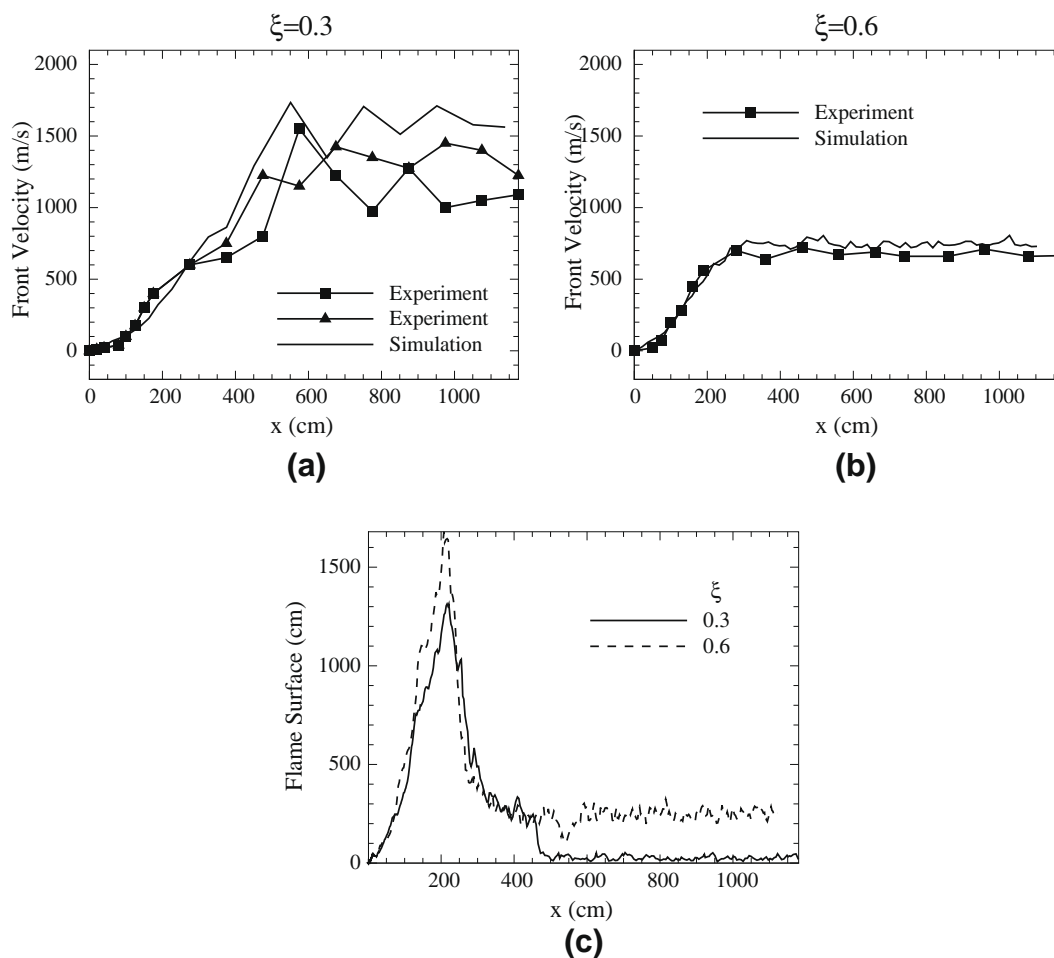 ξ=0.3
2000
1500
1000
500
0
Front Velocity (m/s)
Experiment
Experiment
Simulation
0 200 400 600 800 1000
x (cm)
(a)
ξ=0.6
2000
1500
1000
500
0
Front Velocity (m/s)
Experiment
Simulation
0 200 400 600 800 1000
x (cm)
(b)
1500
1000
500
0
Flame Surface (cm)
ξ
0.3
0.6
200 400 600 800 1000
x (cm)
(c)